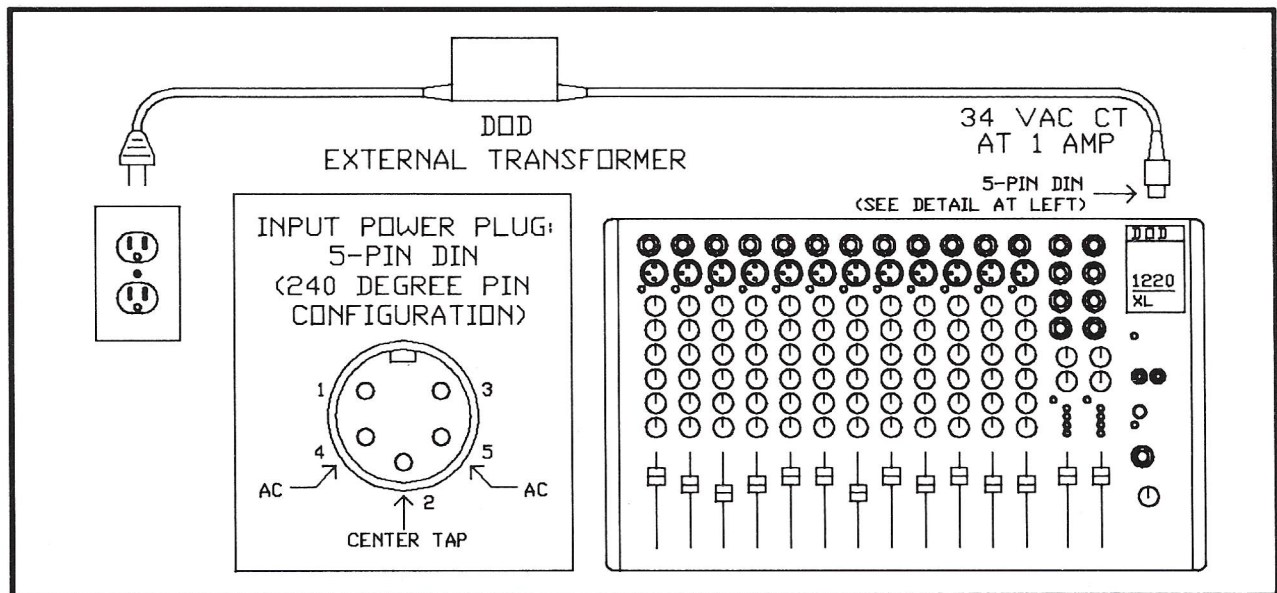 DOD
EXTERNAL TRANSFORMER
34 VAC CT
AT 1 AMP
5-PIN DIN
(SEE DETAIL AT LEFT)
INPUT POWER PLUG:
5-PIN DIN
(240 DEGREE PIN
CONFIGURATION)
1
3
4
5
AC
AC
2
CENTER TAP
DOD
1220
XL